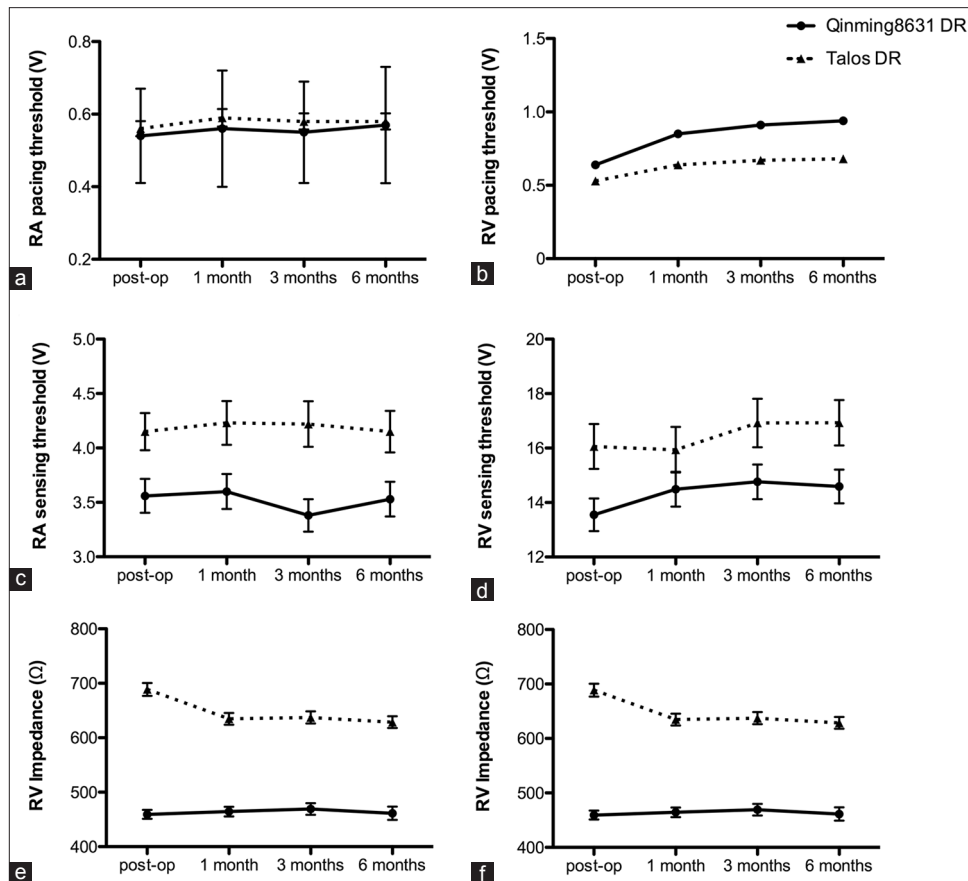 Qinming8631 DR
Talos DR
RA pacing threshold (V)
0.8
0.6
0.4
0.2
post-op 1 month 3 months 6 months
a
RV pacing threshold (V)
1.5
1.0
0.5
0
post-op 1 month 3 months 6 months
b
RA sensing threshold (V)
5.0
4.5
4.0
3.5
3.0
post-op 1 month 3 months 6 months
c
RV sensing threshold (V)
20
18
16
14
12
post-op 1 month 3 months 6 months
d
RV Impedance (Ω)
800
700
600
500
400
post-op 1 month 3 months 6 months
e
RV Impedance (Ω)
800
700
600
500
400
post-op 1 month 3 months 6 months
f